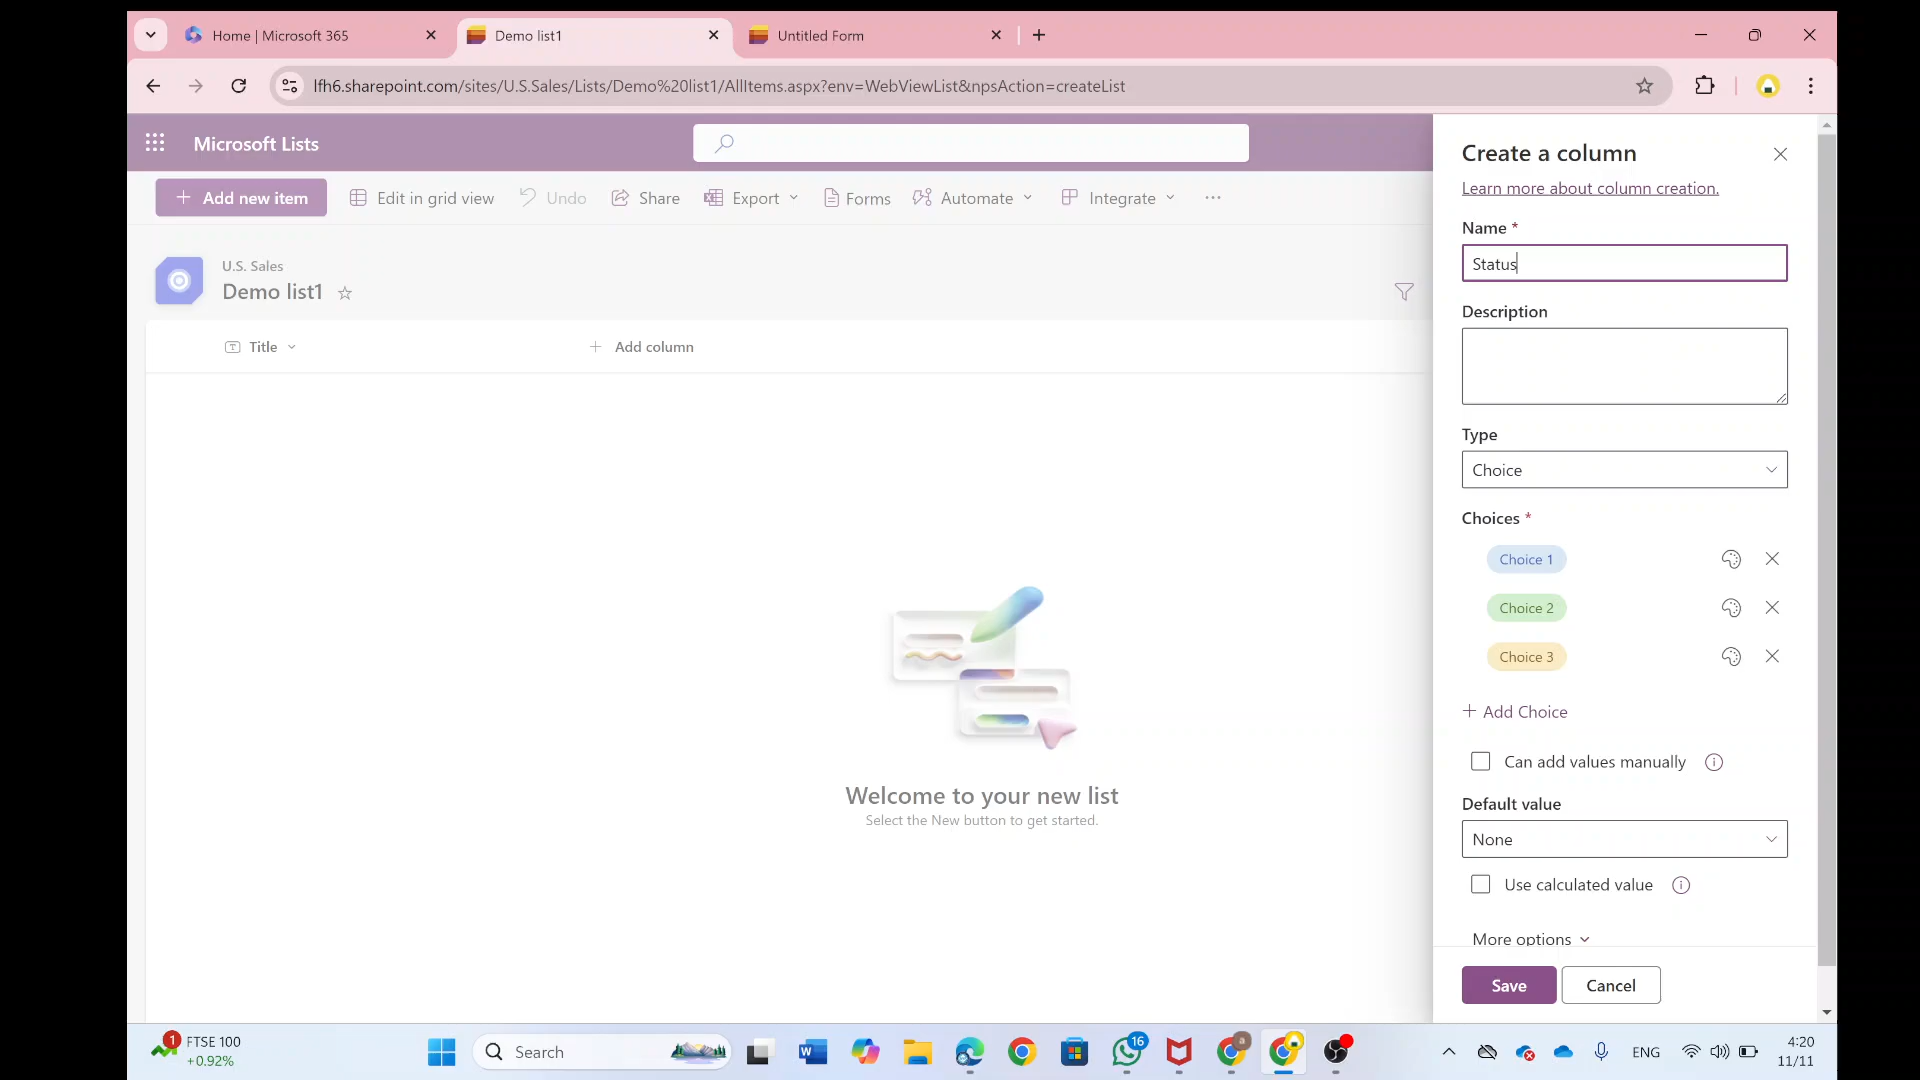 Home | Microsoft 365
Demo list1
Untitled Form
lfh6.sharepoint.com/sites/U.S.Sales/Lists/Demo%20list1/AllItems.aspx?env=WebViewList&npsAction=createList
Microsoft Lists
Add new item
Edit in grid view
Undo
Share
Export
Forms
Automate
Integrate
U.S. Sales
Demo list1
Title
Add column
Welcome to your new list
Select the New button to get started.
Create a column
Learn more about column creation.
Name *
Status
Description
Type
Choice
Choices *
Choice 1
Choice 2
Choice 3
+ Add Choice
Can add values manually
Default value
None
Use calculated value
More options
Save
Cancel
1
FTSE 100
+0.92%
Search
16
a
ENG
4:20
11/11